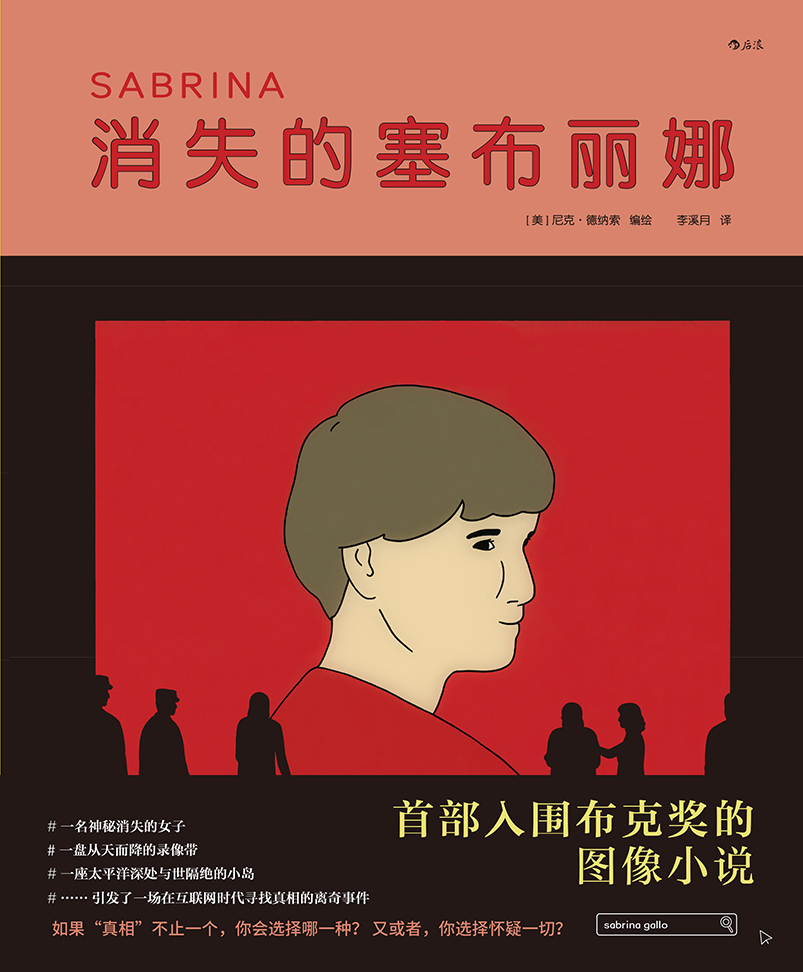 后浪
SABRINA
消失的塞布丽娜
[美] 尼克·德纳索 编绘 李溪月 译
首部入围布克奖的
图像小说
# 一名神秘消失的女子
# 一盘从天而降的录像带
# 一座太平洋深处与世隔绝的小岛
# …… 引发了一场在互联网时代寻找真相的离奇事件
如果“真相”不止一个，你会选择哪一种？又或者，你选择怀疑一切？
sabrina gallo